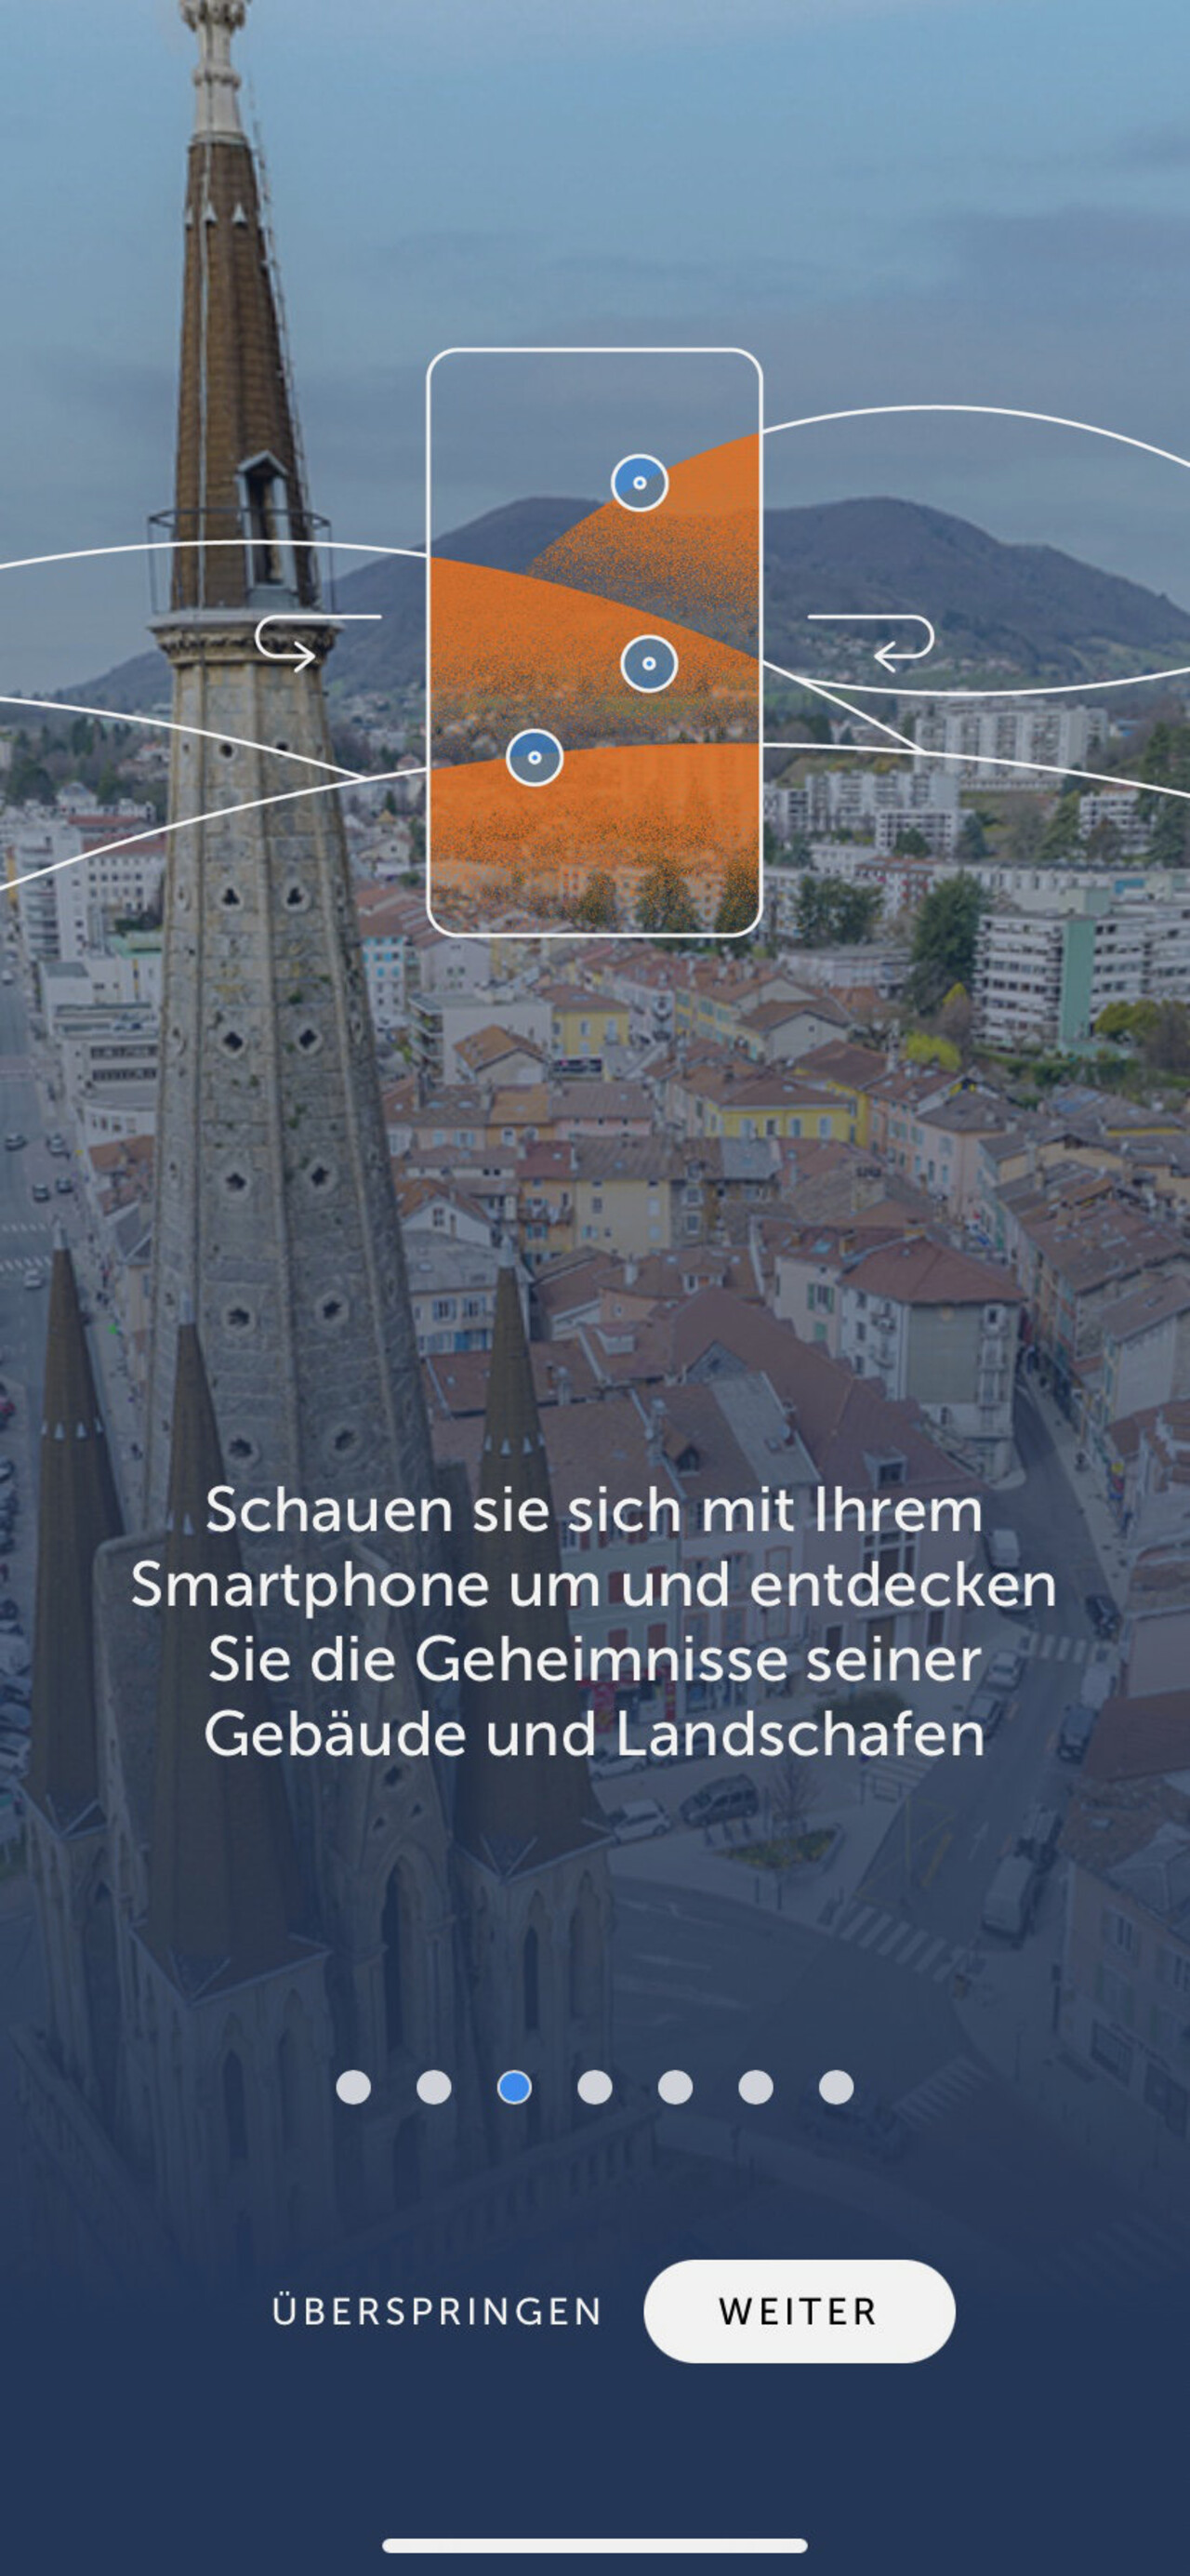 Schauen sie sich mit Ihrem
Smartphone um und entdecken
Sie die Geheimnisse seiner
Gebäude und Landschafen
ÜBERSPRINGEN
WEITER